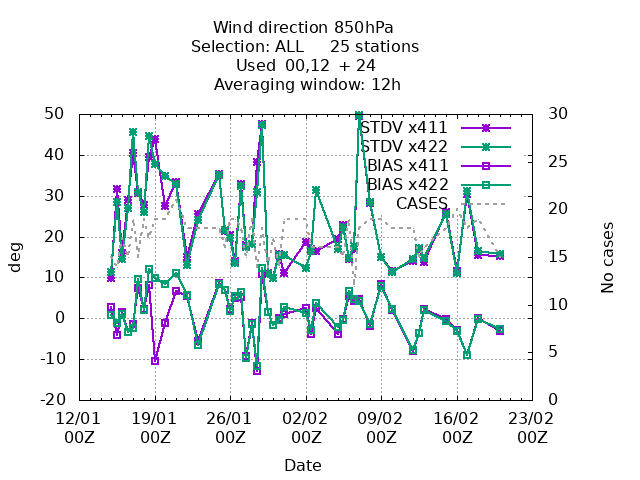 Wind direction 850hPa
Selection: ALL     25 stations
Used  00,12  + 24
Averaging window: 12h
50
40
30
20
10
0
-10
-20
deg
30
25
20
15
10
5
0
No cases
STDV x411
STDV x422
BIAS x411
BIAS x422
CASES
12/01 19/01 26/01 02/02 09/02 16/02 23/02
00Z 00Z 00Z 00Z 00Z 00Z 00Z
Date